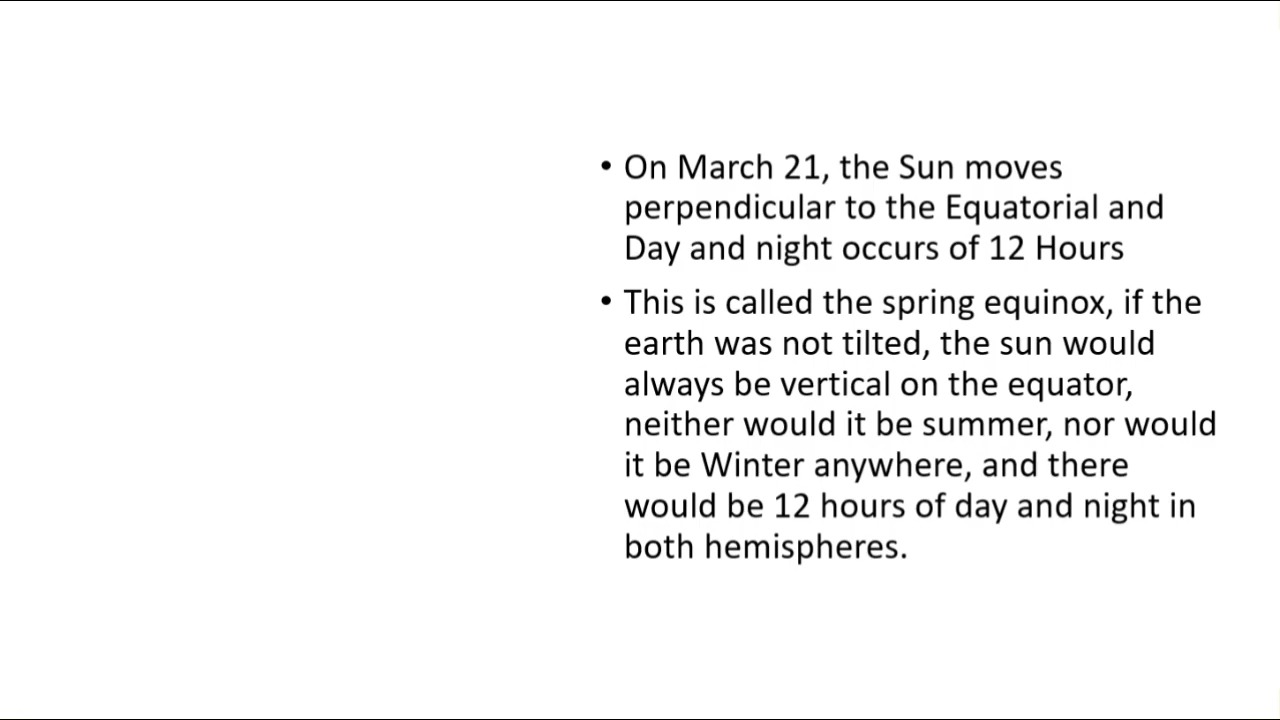 • On March 21, the Sun moves
perpendicular to the Equatorial and
Day and night occurs of 12 Hours
• This is called the spring equinox, if the
earth was not tilted, the sun would
always be vertical on the equator,
neither would it be summer, nor would
it be Winter anywhere, and there
would be 12 hours of day and night in
both hemispheres.